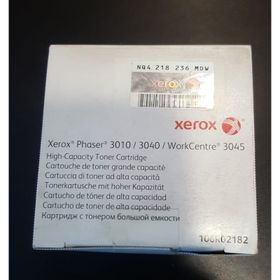 NQ4 218 236 MDW
xerox
xerox
Xerox® Phaser® 3010 / 3040 / WorkCentre® 3045
High-Capacity Toner Cartridge
Cartouche de toner grande capacité
Cartuccia di toner ad alta capacità
Tonerkartusche mit hoher Kapazität
Cartucho de tóner de alta capacidad
Cartucho de toner de alta capacidade
Картридж с тонером большой емкости
106R02182